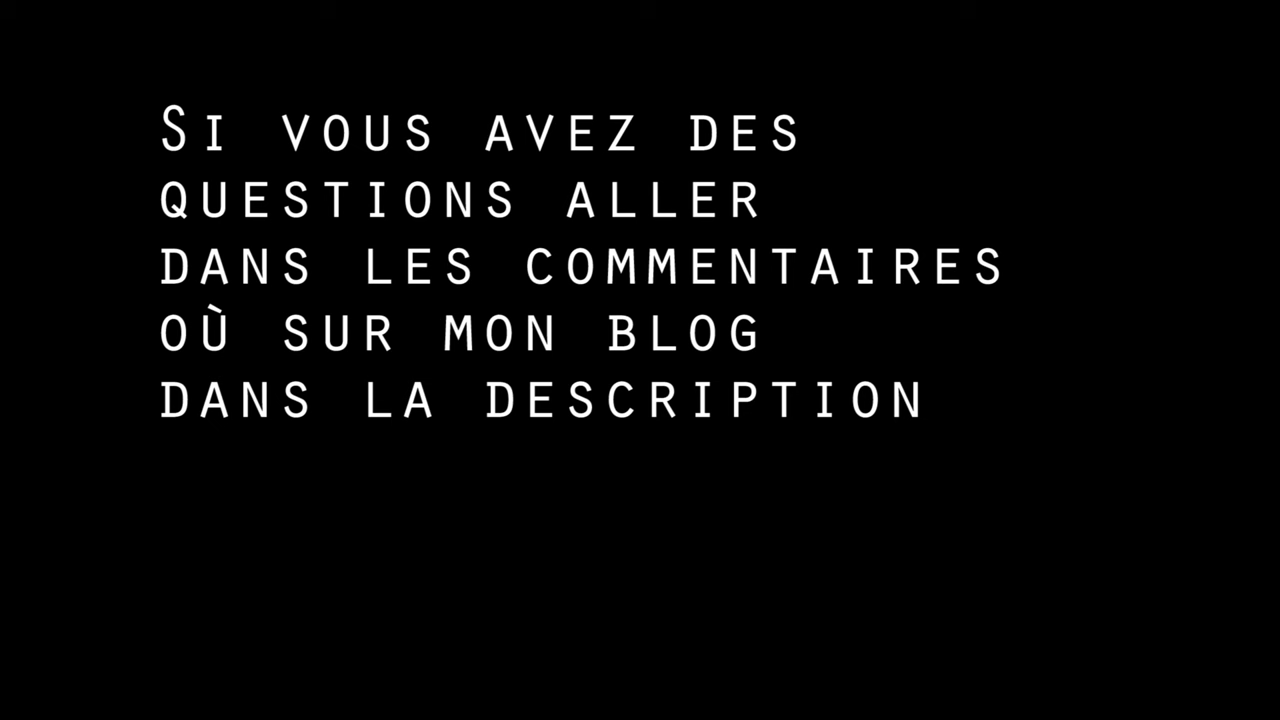 Si vous avez des
questions aller
dans les commentaires
où sur mon blog
dans la description